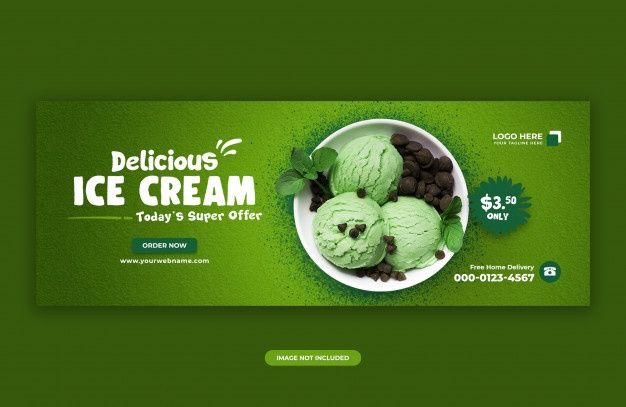 Delicious
ICE CREAM
Today's Super Offer
ORDER NOW
www.yourwebname.com
LOGO HERE
YOUR TAGLINE HERE
$3.50
ONLY
Free Home Delivery
000-0123-4567
IMAGE NOT INCLUDED